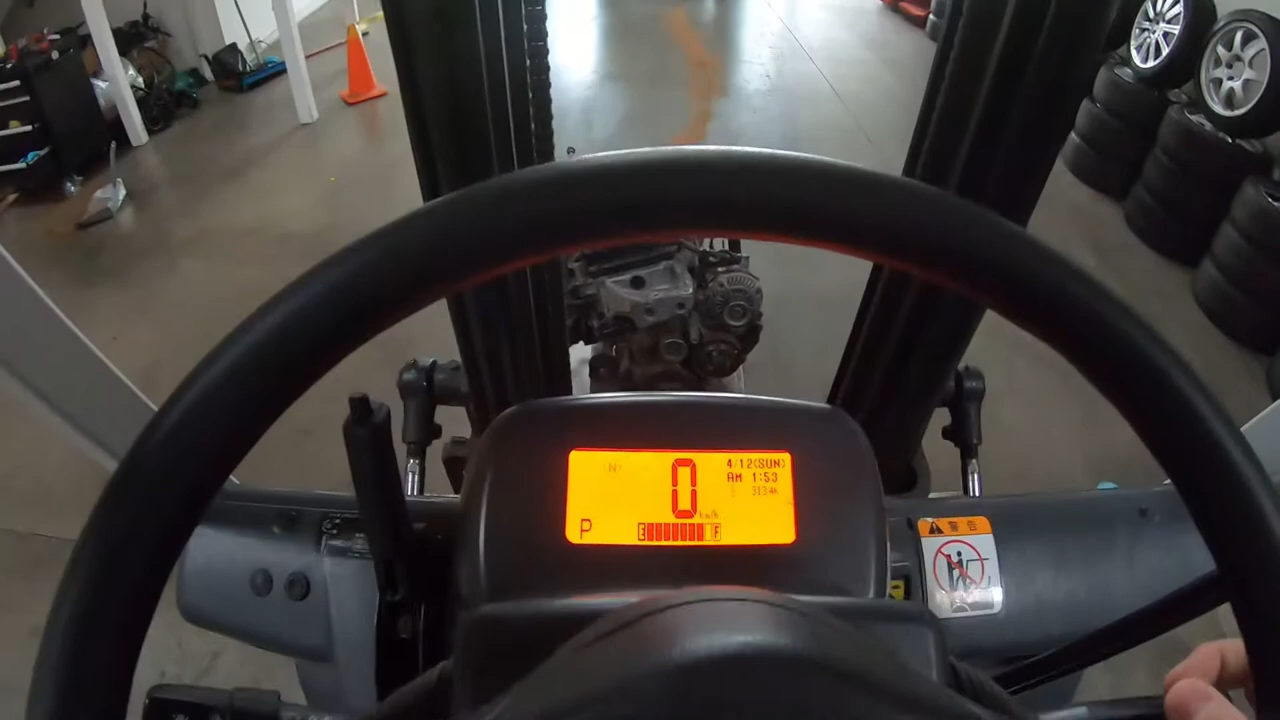 N
0 km/h
4/12(SUN)
AM 1:53
P
E F
警告